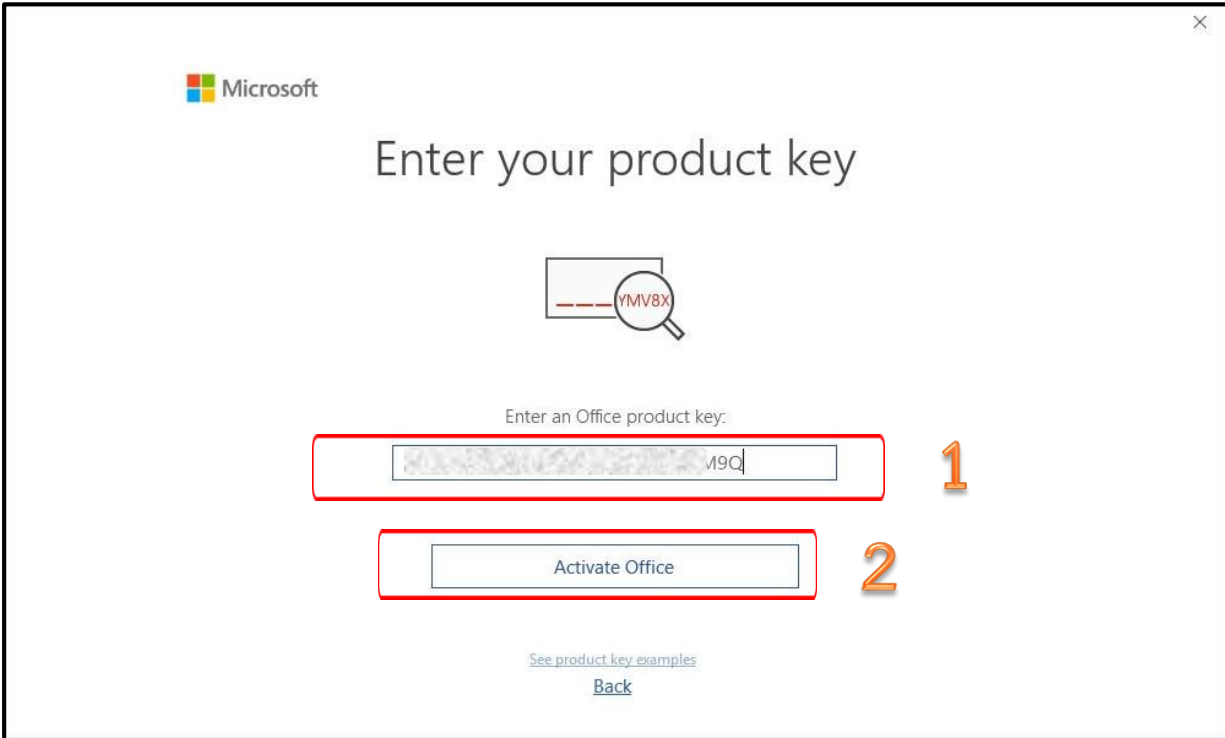 Microsoft
Enter your product key
YMV8X
Enter an Office product key:
M9Q
1
Activate Office
2
See product key examples
Back